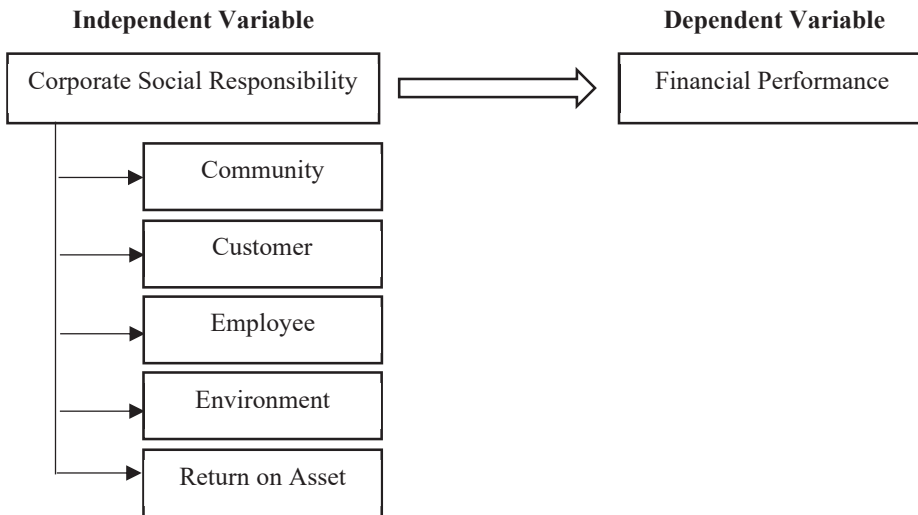 Independent Variable
Dependent Variable
Corporate Social Responsibility
Financial Performance
Community
Customer
Employee
Environment
Return on Asset